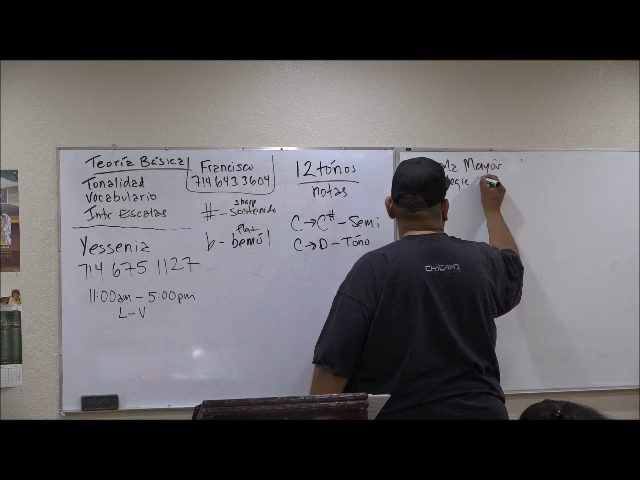 Teoría Básica
Tonalidad
Vocabulario
Intr Escalas
Yessenia
714 675 1127
11:00am - 5:00pm
L-V
Francisco
714 643 3604
sharp
# - sostenido
flat
b - bemól
12 tónos
notas
C→C# - Semi
C→D - Tóno
Mayor
CHICANO